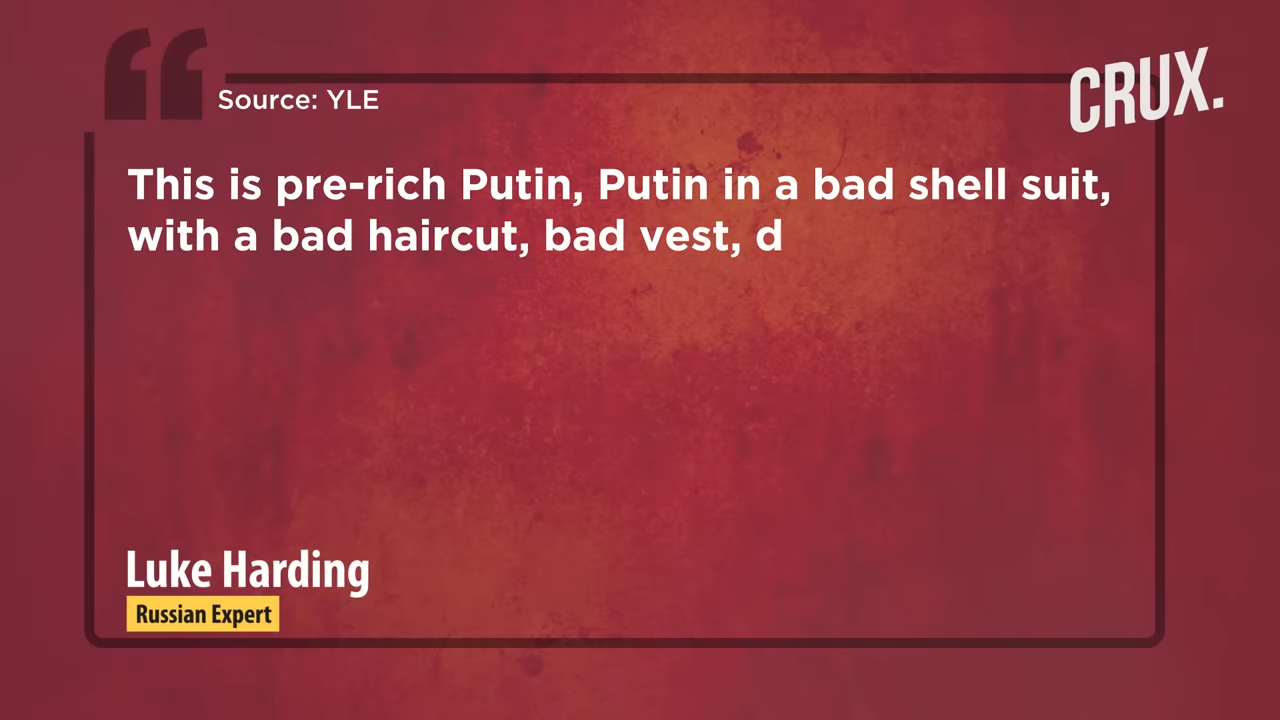 Source: YLE
CRUX.
This is pre-rich Putin, Putin in a bad shell suit,
with a bad haircut, bad vest, d
Luke Harding
Russian Expert